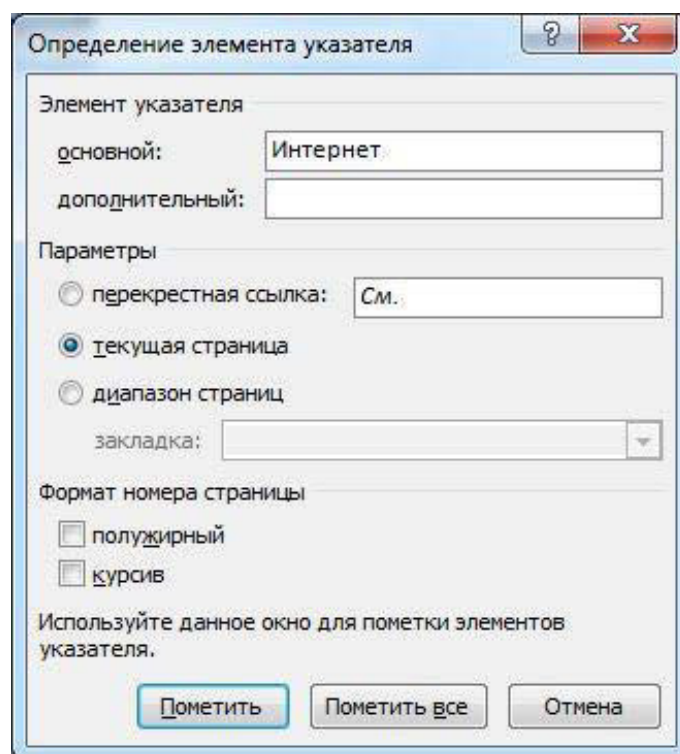 Определение элемента указателя
Элемент указателя
основной: Интернет
дополнительный:
Параметры
перекрестная ссылка: См.
текущая страница
диапазон страниц
закладка:
Формат номера страницы
полужирный
курсив
Используйте данное окно для пометки элементов
указателя.
Пометить Пометить все Отмена